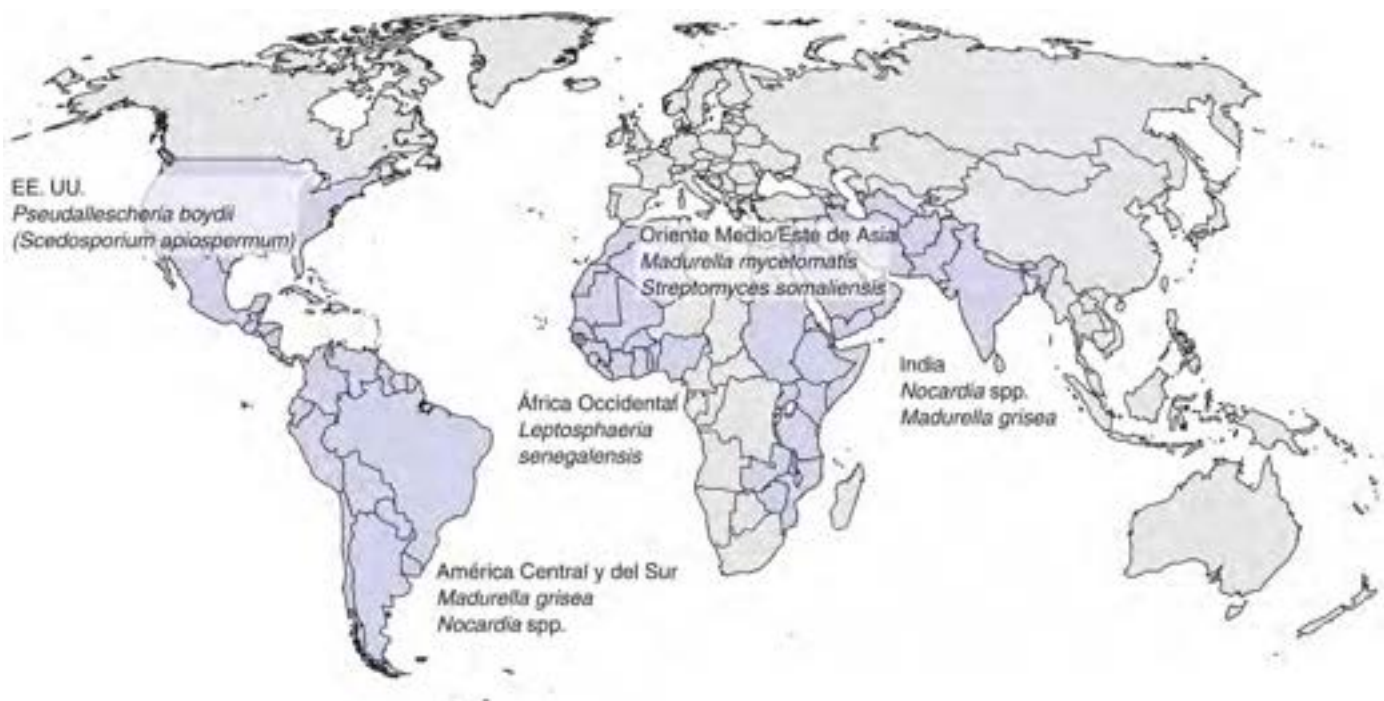 EE. UU.
Pseudallescheria boydii
(Scedosporium apiospermum)
Oriente Medio/Este de Asia
Madurella mycetomatis
Streptomyces somaliensis
India
Nocardia spp.
Madurella grisea
África Occidental
Leptosphaeria
senegalensis
América Central y del Sur
Madurella grisea
Nocardia spp.